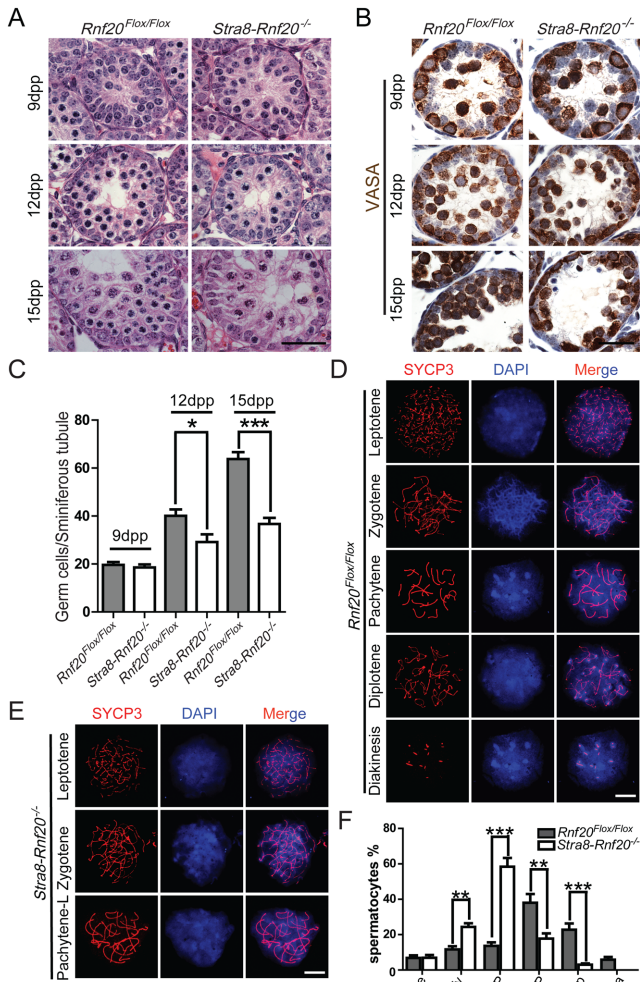 A
Rnf20Flox/Flox
Stra8-Rnf20-/-
9dpp
12dpp
15dpp
B
Rnf20Flox/Flox
Stra8-Rnf20-/-
VASA
9dpp
12dpp
15dpp
C
Germ cells/Sminiferous tubule
80
60
40
20
0
9dpp
12dpp
15dpp
*
***
Rnf20Flox/Flox
Stra8-Rnf20-/-
Rnf20Flox/Flox
Stra8-Rnf20-/-
Rnf20Flox/Flox
Stra8-Rnf20-/-
D
SYCP3
DAPI
Merge
Rnf20Flox/Flox
Leptotene
Zygotene
Pachytene
Diplotene
Diakinesis
E
SYCP3
DAPI
Merge
Stra8-Rnf20-/-
Leptotene
Zygotene
Pachytene-L
F
spermatocytes %
80
60
40
20
0
Rnf20Flox/Flox
Stra8-Rnf20-/-
**
***
**
***